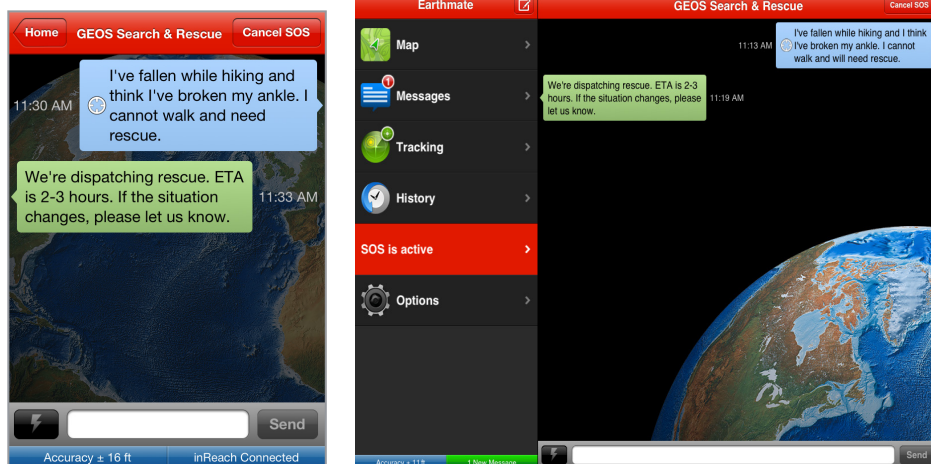 Home
GEOS Search & Rescue
Cancel SOS
I've fallen while hiking and
think I've broken my ankle. I
cannot walk and need
rescue.
11:30 AM
We're dispatching rescue. ETA
is 2-3 hours. If the situation
changes, please let us know.
11:33 AM
Send
Accuracy ± 16 ft
inReach Connected
Earthmate
Map
1
Messages
Tracking
History
SOS is active
Options
Accuracy ± 11 ft
1 New Message
GEOS Search & Rescue
Cancel SOS
11:13 AM
I've fallen while hiking and I think
I've broken my ankle. I cannot
walk and will need rescue.
We're dispatching rescue. ETA is 2-3
hours. If the situation changes, please
let us know.
11:19 AM
Send